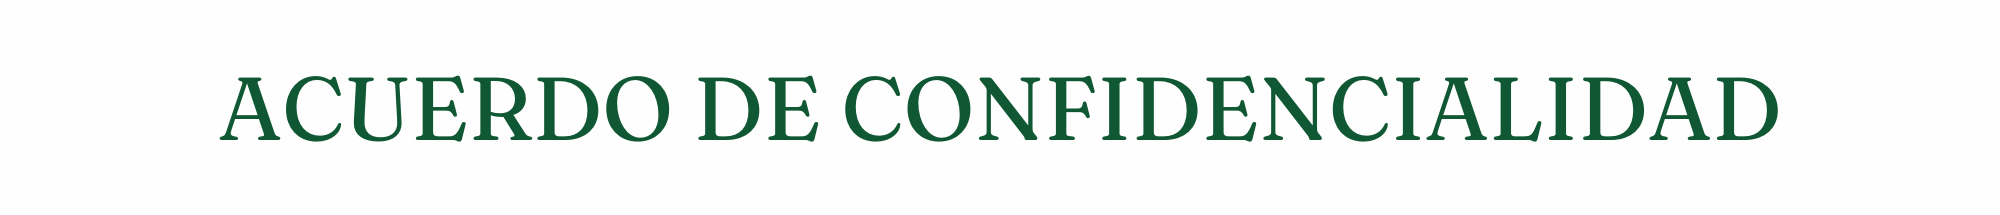 ACUERDO DE CONFIDENCIALIDAD